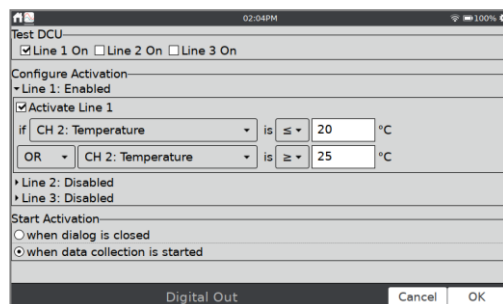 02:04PM 100%
Test DCU
Line 1 On Line 2 On Line 3 On
Configure Activation
Line 1: Enabled
Activate Line 1
if CH 2: Temperature is ≤ 20 °C
OR CH 2: Temperature is ≥ 25 °C
Line 2: Disabled
Line 3: Disabled
Start Activation
when dialog is closed
when data collection is started
Digital Out Cancel OK